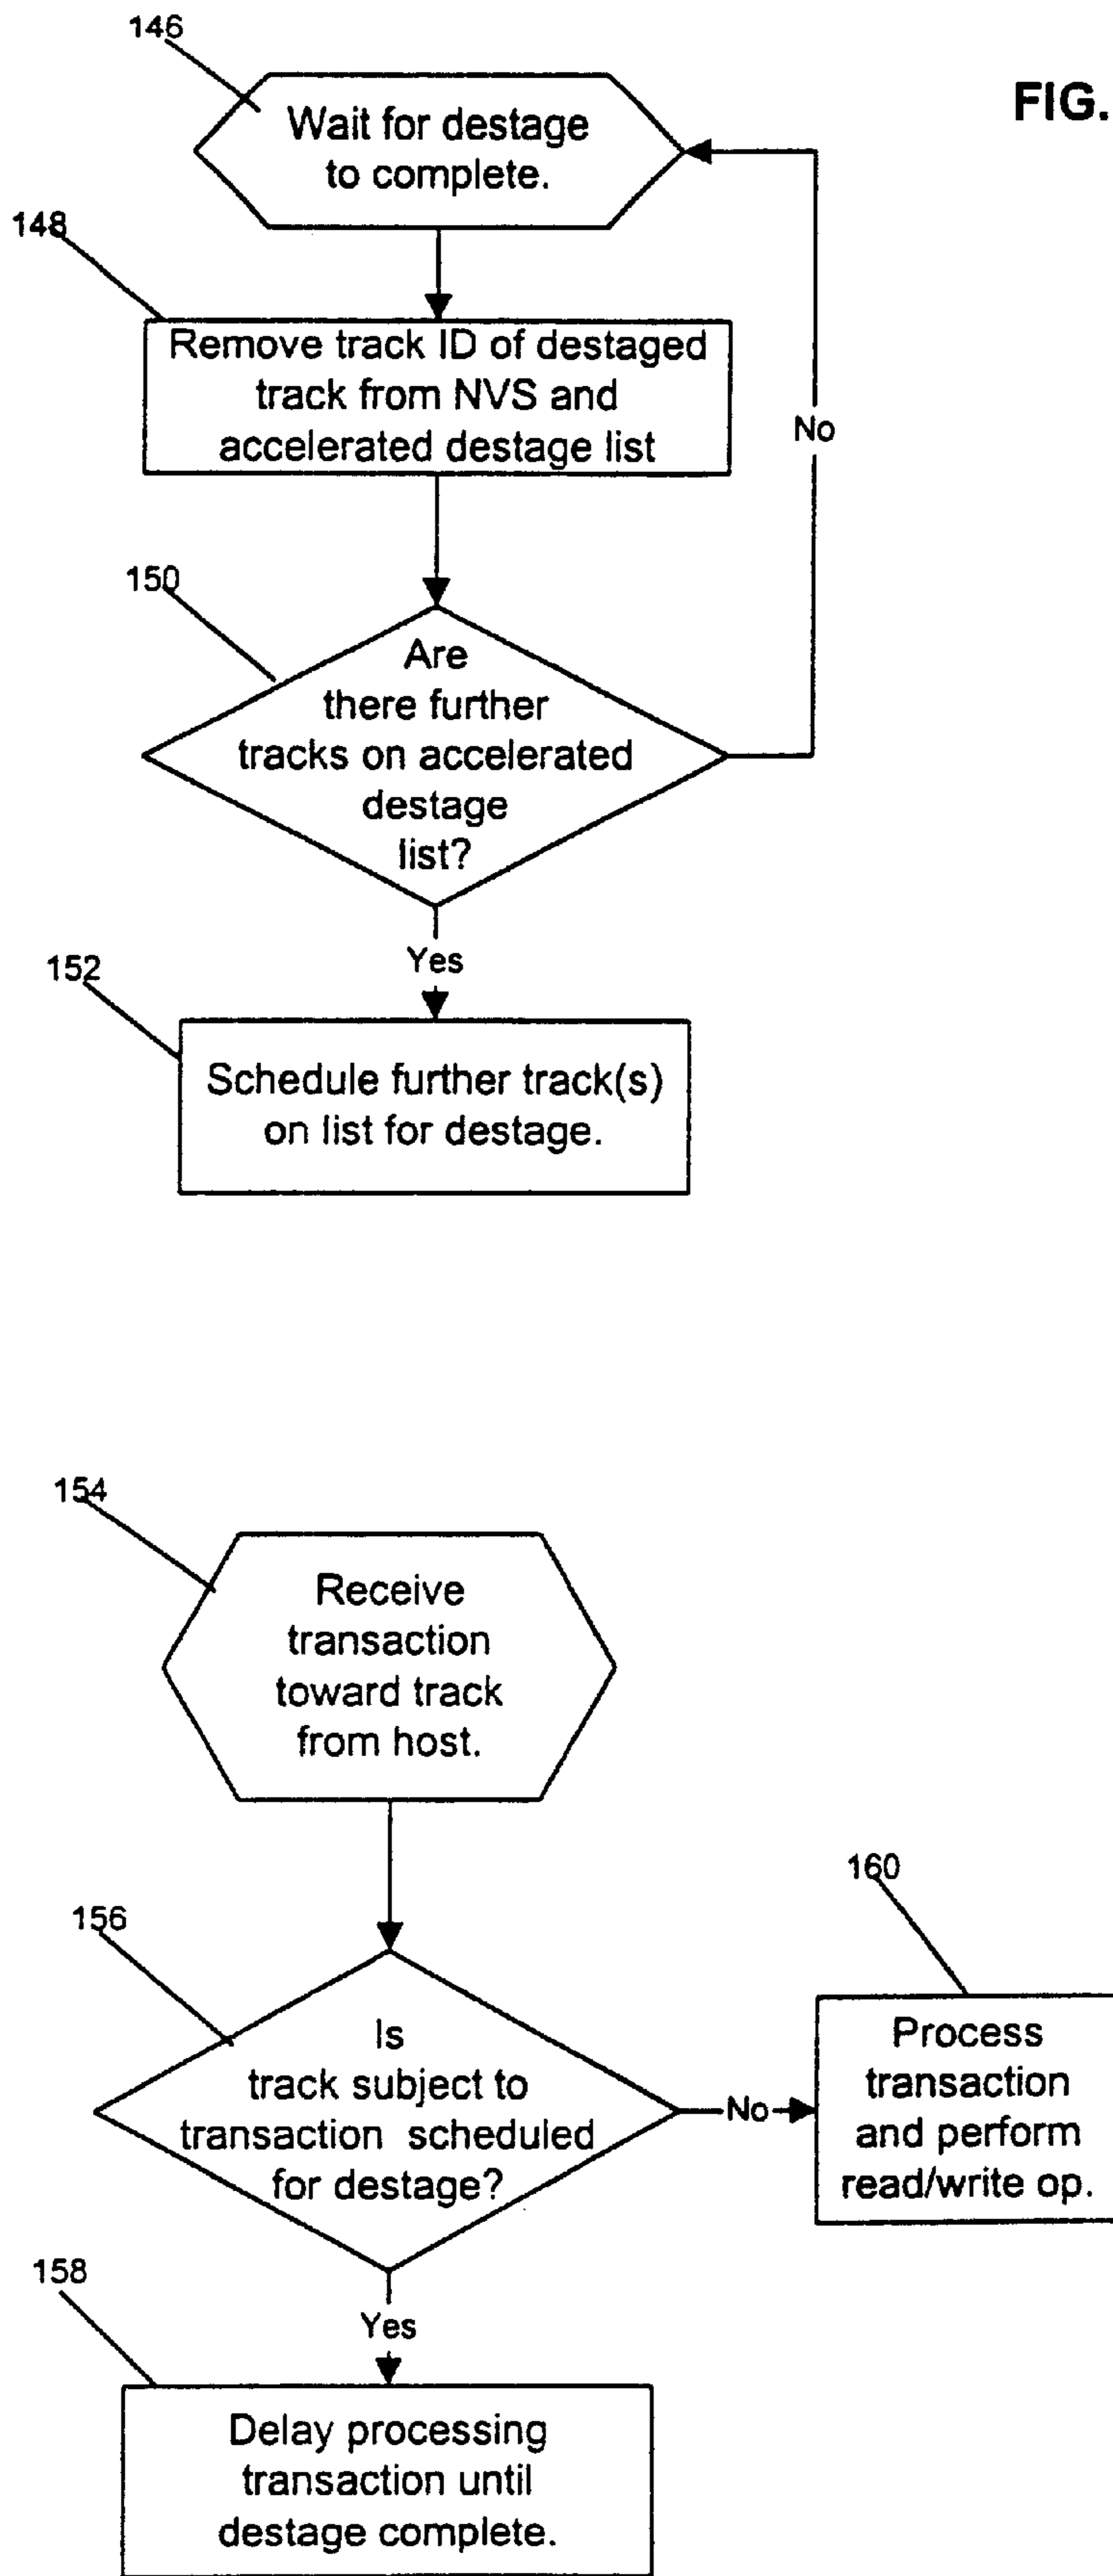 146
FIG.
Wait for destage
to complete.
148
Remove track ID of destaged
track from NVS and
accelerated destage list
No
150
Are
there further
tracks on accelerated
destage
list?
Yes
152
Schedule further track(s)
on list for destage.
154
Receive
transaction
toward track
from host.
156
160
Is
track subject to
transaction scheduled
for destage?
No
Process
transaction
and perform
read/write op.
158
Yes
Delay processing
transaction until
destage complete.